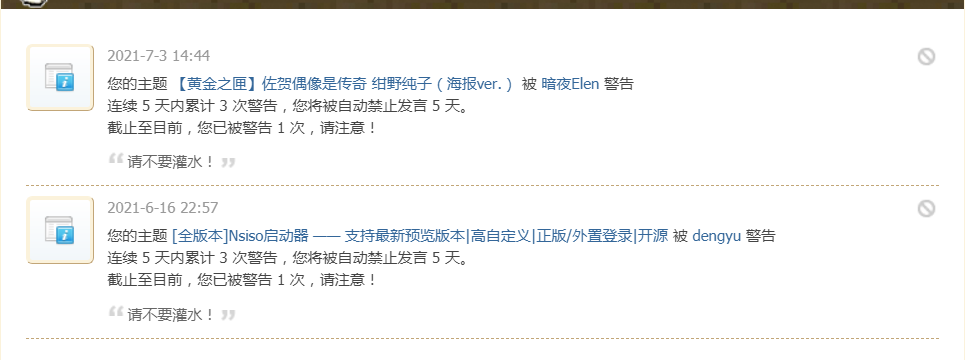 2021-7-3 14:44
您的主题 【黄金之匣】佐贺偶像是传奇 绀野纯子（海报ver.） 被 暗夜Elen 警告
连续 5 天内累计 3 次警告，您将被自动禁止发言 5 天。
截止至目前，您已被警告 1 次，请注意！
“ 请不要灌水！ ”
2021-6-16 22:57
您的主题 [全版本]Nsiso启动器 —— 支持最新预览版本|高自定义|正版/外置登录|开源 被 dengyu 警告
连续 5 天内累计 3 次警告，您将被自动禁止发言 5 天。
截止至目前，您已被警告 1 次，请注意！
“ 请不要灌水！ ”